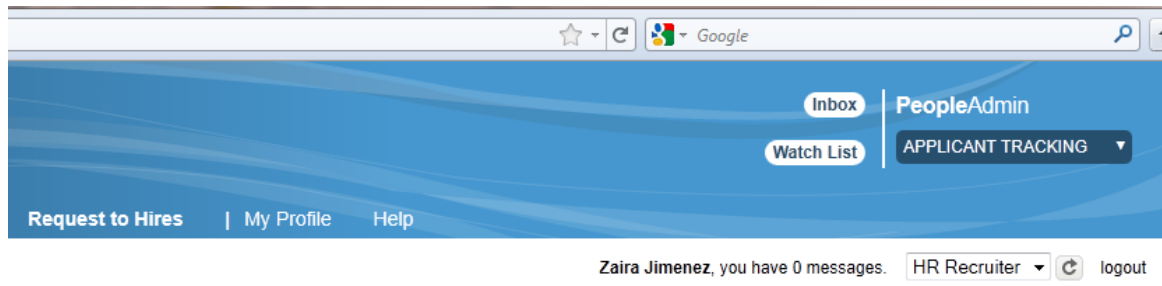 Google
Inbox PeopleAdmin
Watch List APPLICANT TRACKING
Request to Hires | My Profile Help
Zaira Jimenez, you have 0 messages. HR Recruiter logout